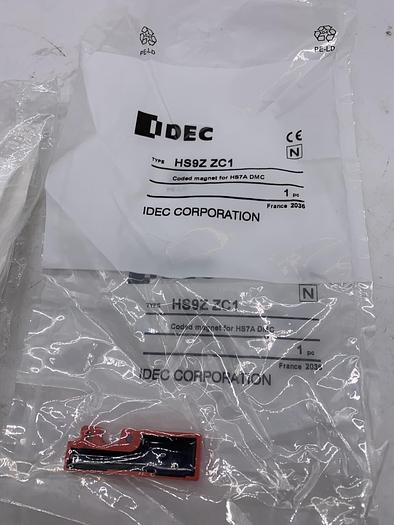 PE-LD
PE-LD
IDEC
CE
N
TYPE HS9Z ZC1
Coded magnet for HS7A DMC
1 pc
France 2036
IDEC CORPORATION
IDEC
N
TYPE HS9Z ZC1
Coded magnet for HS7A DMC
1 pc
France 2036
IDEC CORPORATION